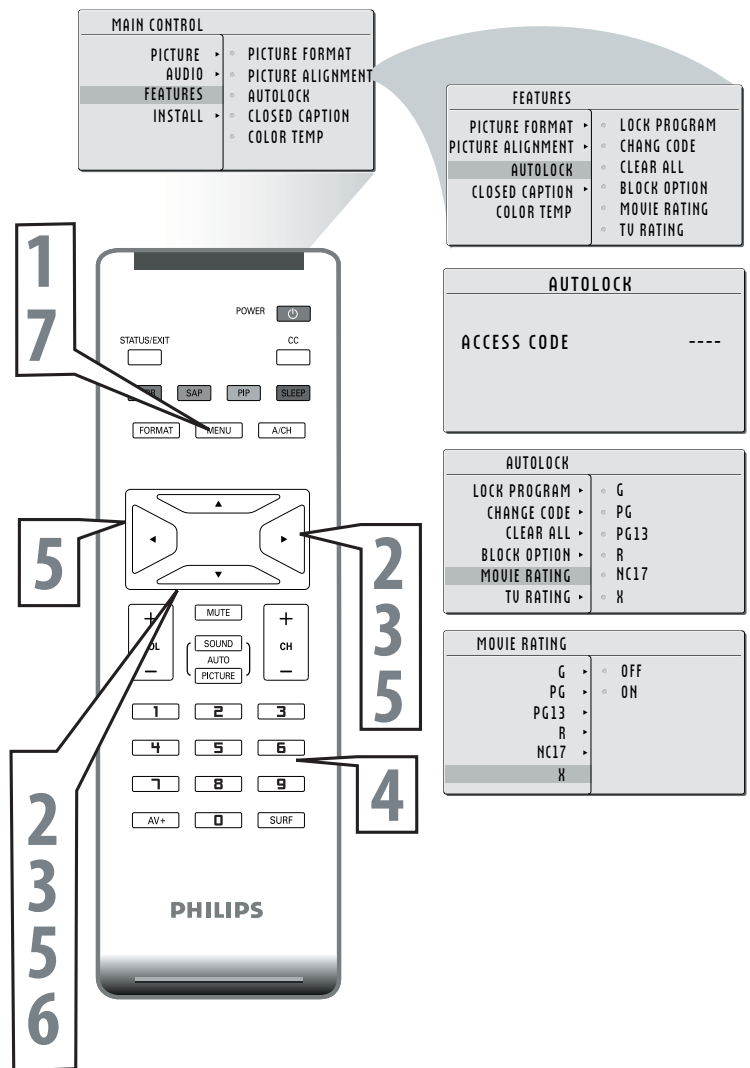 MAIN CONTROL
PICTURE ▸ ◦ PICTURE FORMAT
AUDIO ▸ ◦ PICTURE ALIGNMENT
FEATURES ◦ AUTOLOCK
INSTALL ▸ ◦ CLOSED CAPTION
◦ COLOR TEMP
FEATURES
PICTURE FORMAT ▸ ◦ LOCK PROGRAM
PICTURE ALIGNMENT ▸ ◦ CHANG CODE
AUTOLOCK ◦ CLEAR ALL
CLOSED CAPTION ▸ ◦ BLOCK OPTION
COLOR TEMP ◦ MOVIE RATING
◦ TV RATING
AUTOLOCK
ACCESS CODE ----
AUTOLOCK
LOCK PROGRAM ▸ ◦ G
CHANGE CODE ▸ ◦ PG
CLEAR ALL ▸ ◦ PG13
BLOCK OPTION ▸ ◦ R
MOVIE RATING ◦ NC17
TV RATING ▸ ◦ X
MOVIE RATING
G ▸ ◦ OFF
PG ▸ ◦ ON
PG13 ▸
R ▸
NC17 ▸
X
1
7
POWER
STATUS/EXIT CC
SAP PIP SLEEP
FORMAT MENU A/CH
5
2
3
5
+ MUTE +
SOUND CH
AUTO
– PICTURE –
1 2 3
4 5 6
7 8 9
AV+ 0 SURF
4
2
3
5
6
PHILIPS